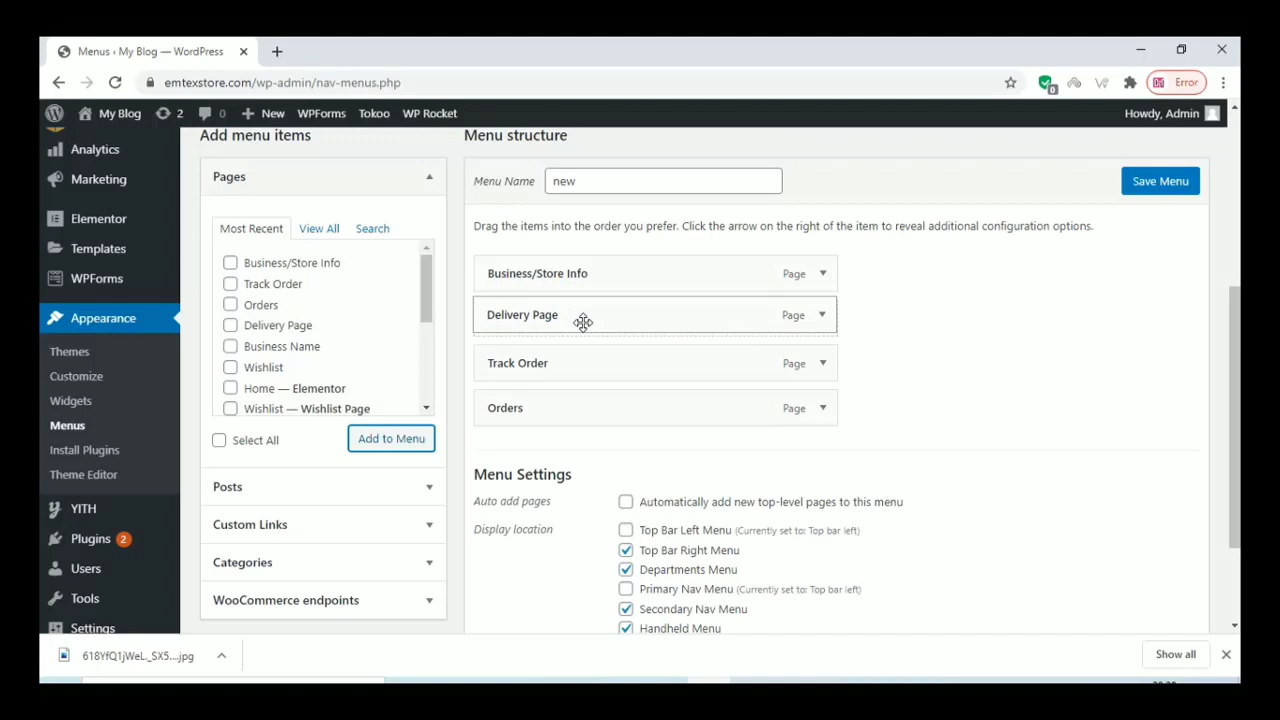 Menus ‹ My Blog — WordPress
emtexstore.com/wp-admin/nav-menus.php
0
Error
My Blog 2 0 New WPForms Tokoo WP Rocket Howdy, Admin
Analytics
Marketing
Elementor
Templates
WPForms
Appearance
Themes
Customize
Widgets
Menus
Install Plugins
Theme Editor
YITH
Plugins 2
Users
Tools
Settings
Add menu items
Pages
Most Recent View All Search
Business/Store Info
Track Order
Orders
Delivery Page
Business Name
Wishlist
Home — Elementor
Wishlist — Wishlist Page
Select All Add to Menu
Posts
Custom Links
Categories
WooCommerce endpoints
Menu structure
Menu Name new Save Menu
Drag the items into the order you prefer. Click the arrow on the right of the item to reveal additional configuration options.
Business/Store Info Page
Delivery Page Page
Track Order Page
Orders Page
Menu Settings
Auto add pages Automatically add new top-level pages to this menu
Display location Top Bar Left Menu (Currently set to: Top bar left)
Top Bar Right Menu
Departments Menu
Primary Nav Menu (Currently set to: Top bar left)
Secondary Nav Menu
Handheld Menu
618YfQ1jWeL._SX5....jpg
Show all